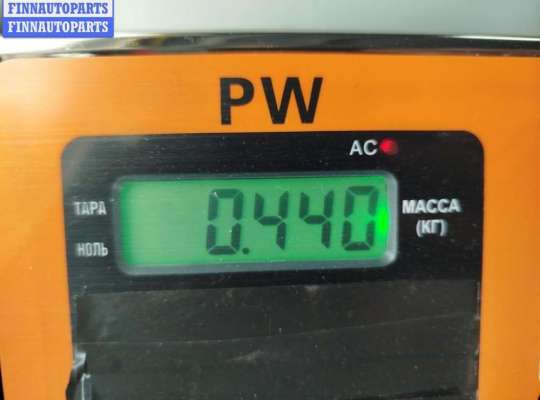 FINNAUTOPARTS
FINNAUTOPARTS
PW
AC
ТАРА 0.440 МАССА
НОЛЬ (КГ)